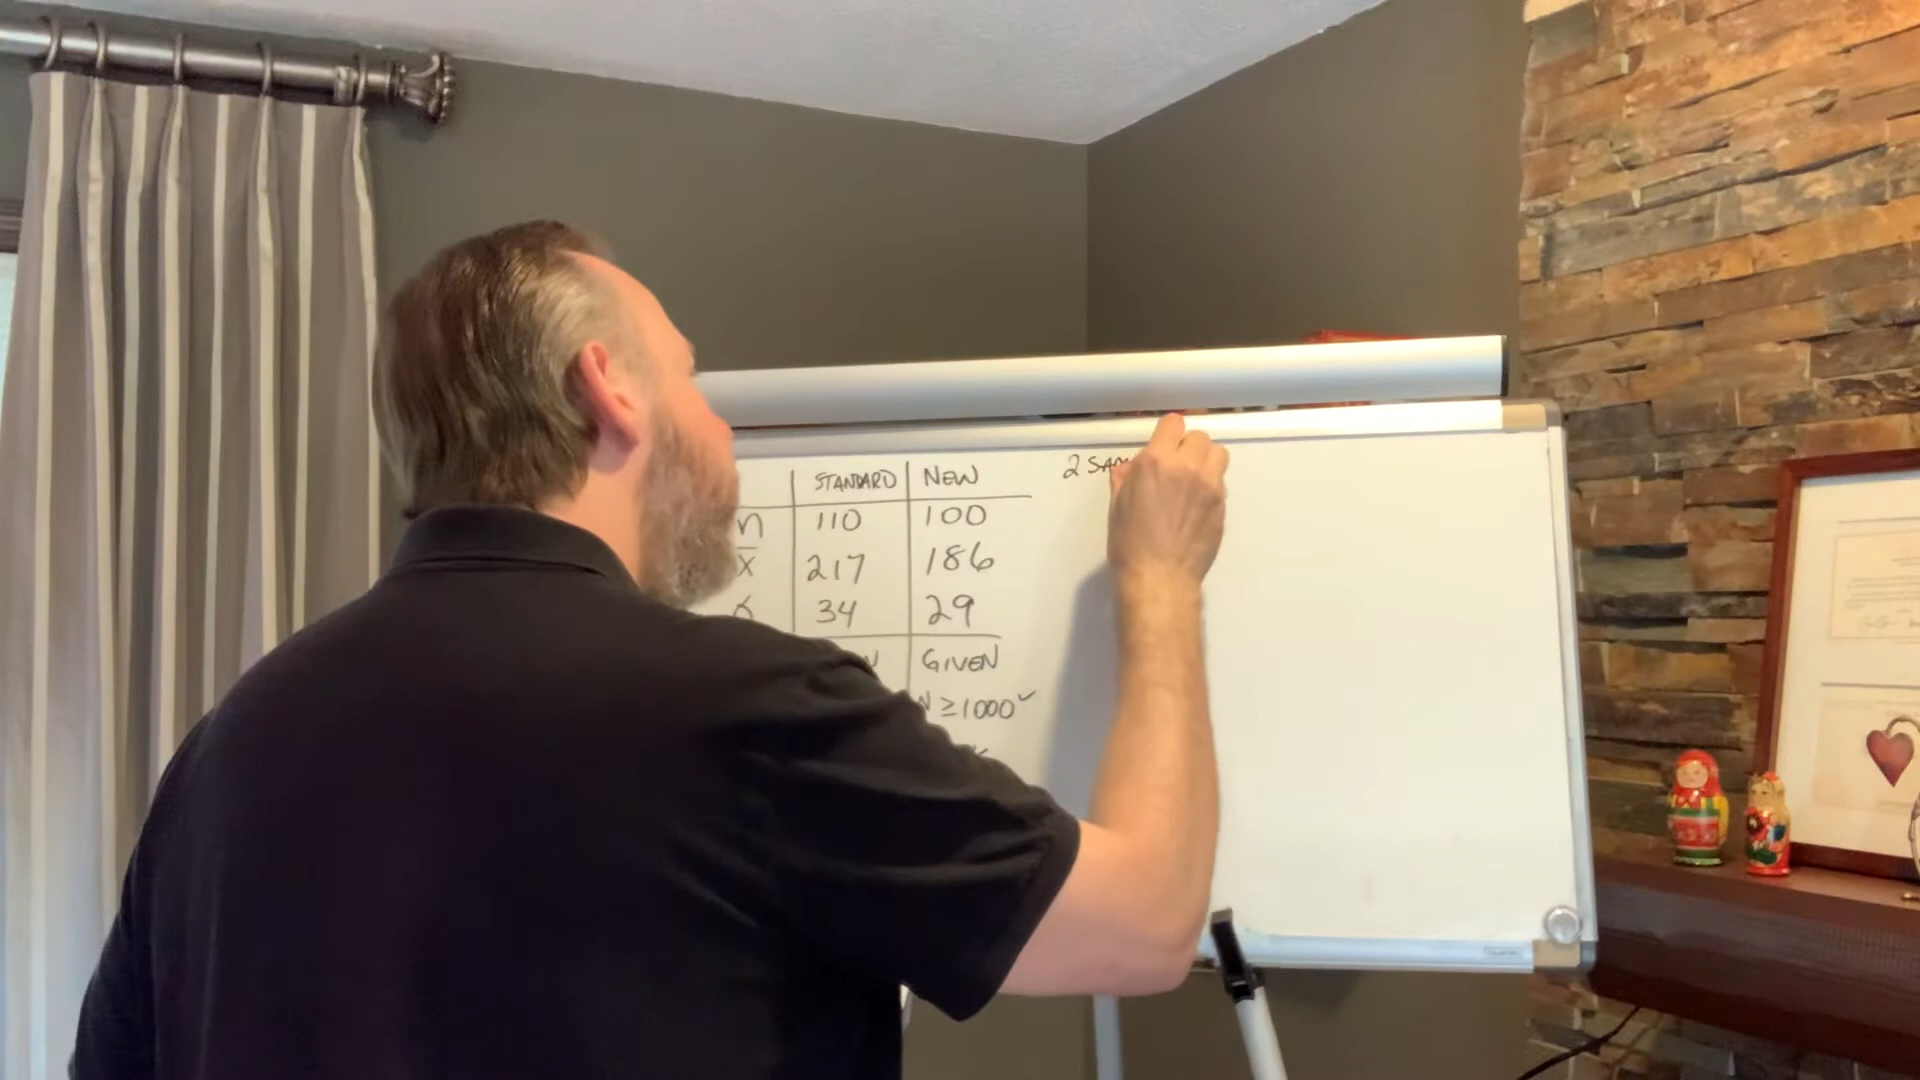 STANDARD NEW
n 110 100
x̄ 217 186
σ 34 29
GIVEN
N ≥1000✓
2 SAM